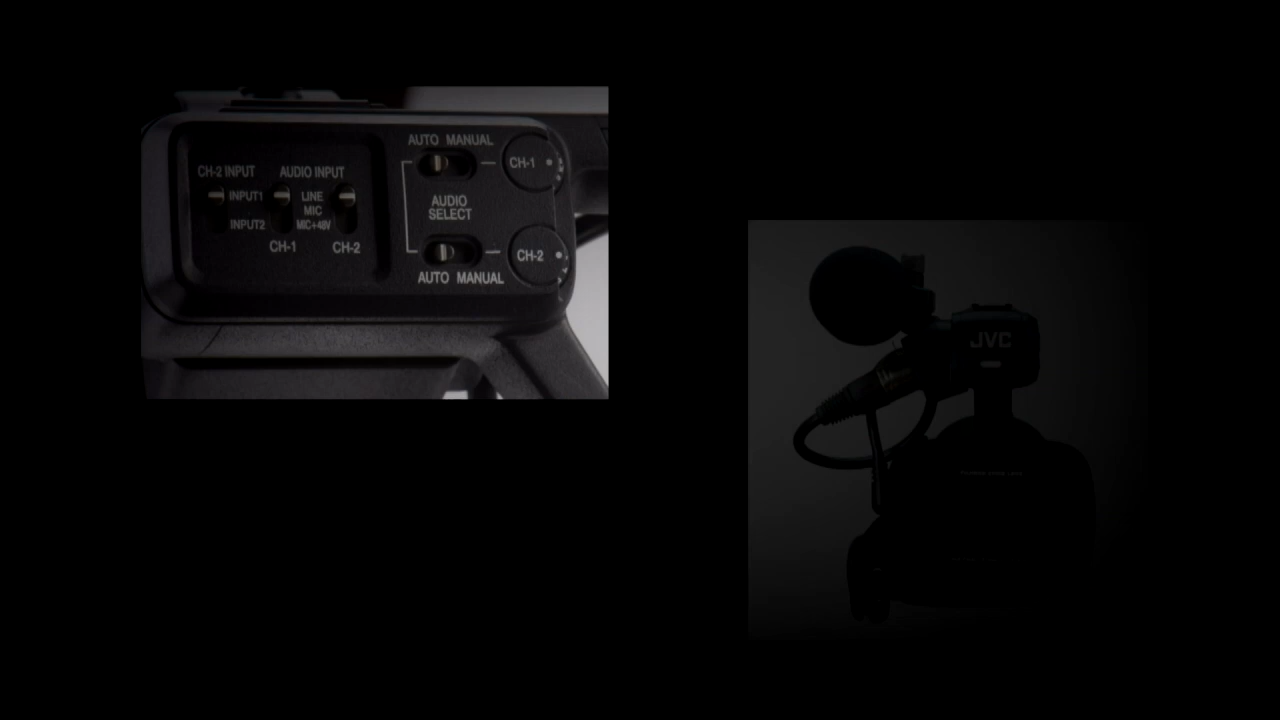 AUTO MANUAL
CH-2 INPUT AUDIO INPUT
CH-1
INPUT1 LINE
MIC
INPUT2 MIC+48V
AUDIO
SELECT
CH-1 CH-2
CH-2
AUTO MANUAL
JVC